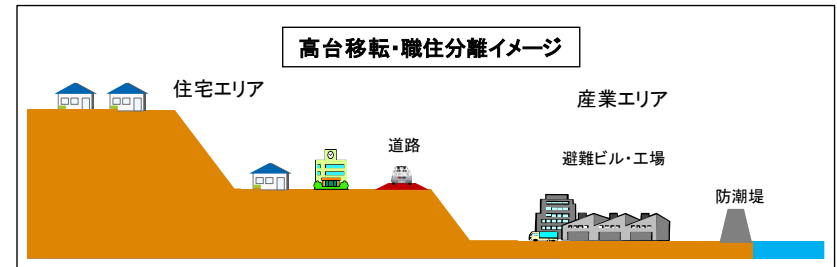 高台移転・職住分離イメージ
住宅エリア
産業エリア
道路
避難ビル・工場
防潮堤